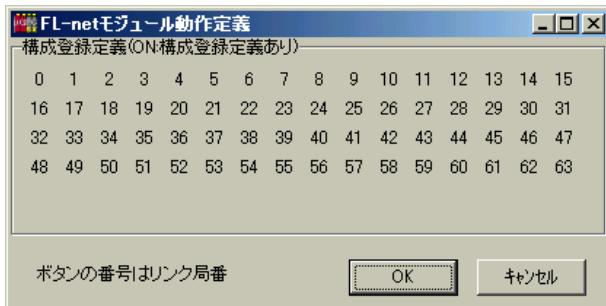 FL-netモジュール動作定義
構成登録定義(ON:構成登録定義あり)
0 1 2 3 4 5 6 7 8 9 10 11 12 13 14 15
16 17 18 19 20 21 22 23 24 25 26 27 28 29 30 31
32 33 34 35 36 37 38 39 40 41 42 43 44 45 46 47
48 49 50 51 52 53 54 55 56 57 58 59 60 61 62 63
ボタンの番号はリンク局番 OK キャンセル